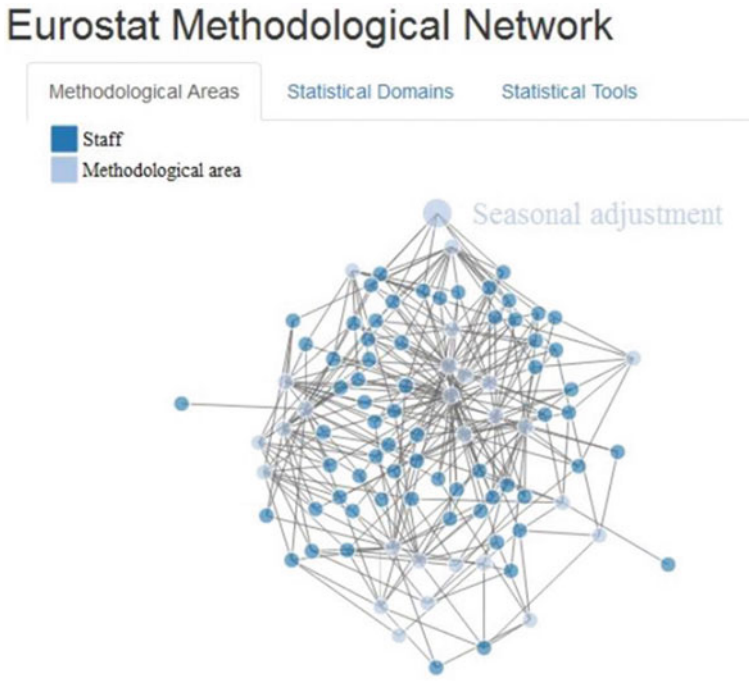 Eurostat Methodological Network
Methodological Areas Statistical Domains Statistical Tools
Staff
Methodological area
Seasonal adjustment